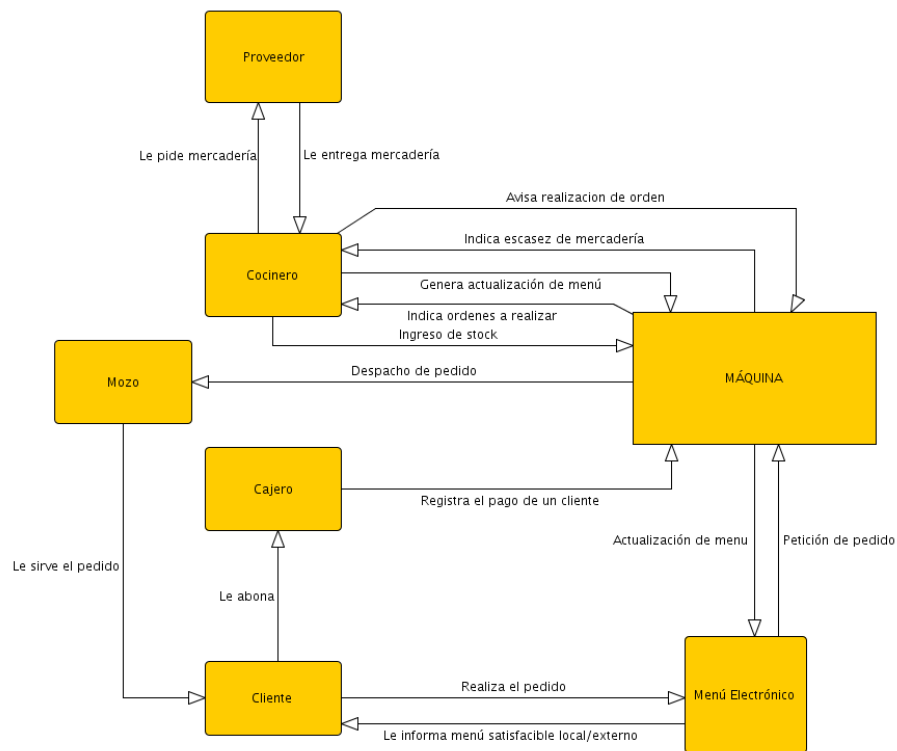 Proveedor
Le pide mercadería
Le entrega mercadería
Avisa realizacion de orden
Indica escasez de mercadería
Cocinero
Genera actualización de menú
Indica ordenes a realizar
Ingreso de stock
Despacho de pedido
Mozo
MÁQUINA
Cajero
Registra el pago de un cliente
Actualización de menu
Petición de pedido
Le sirve el pedido
Le abona
Realiza el pedido
Cliente
Menú Electrónico
Le informa menú satisfacible local/externo